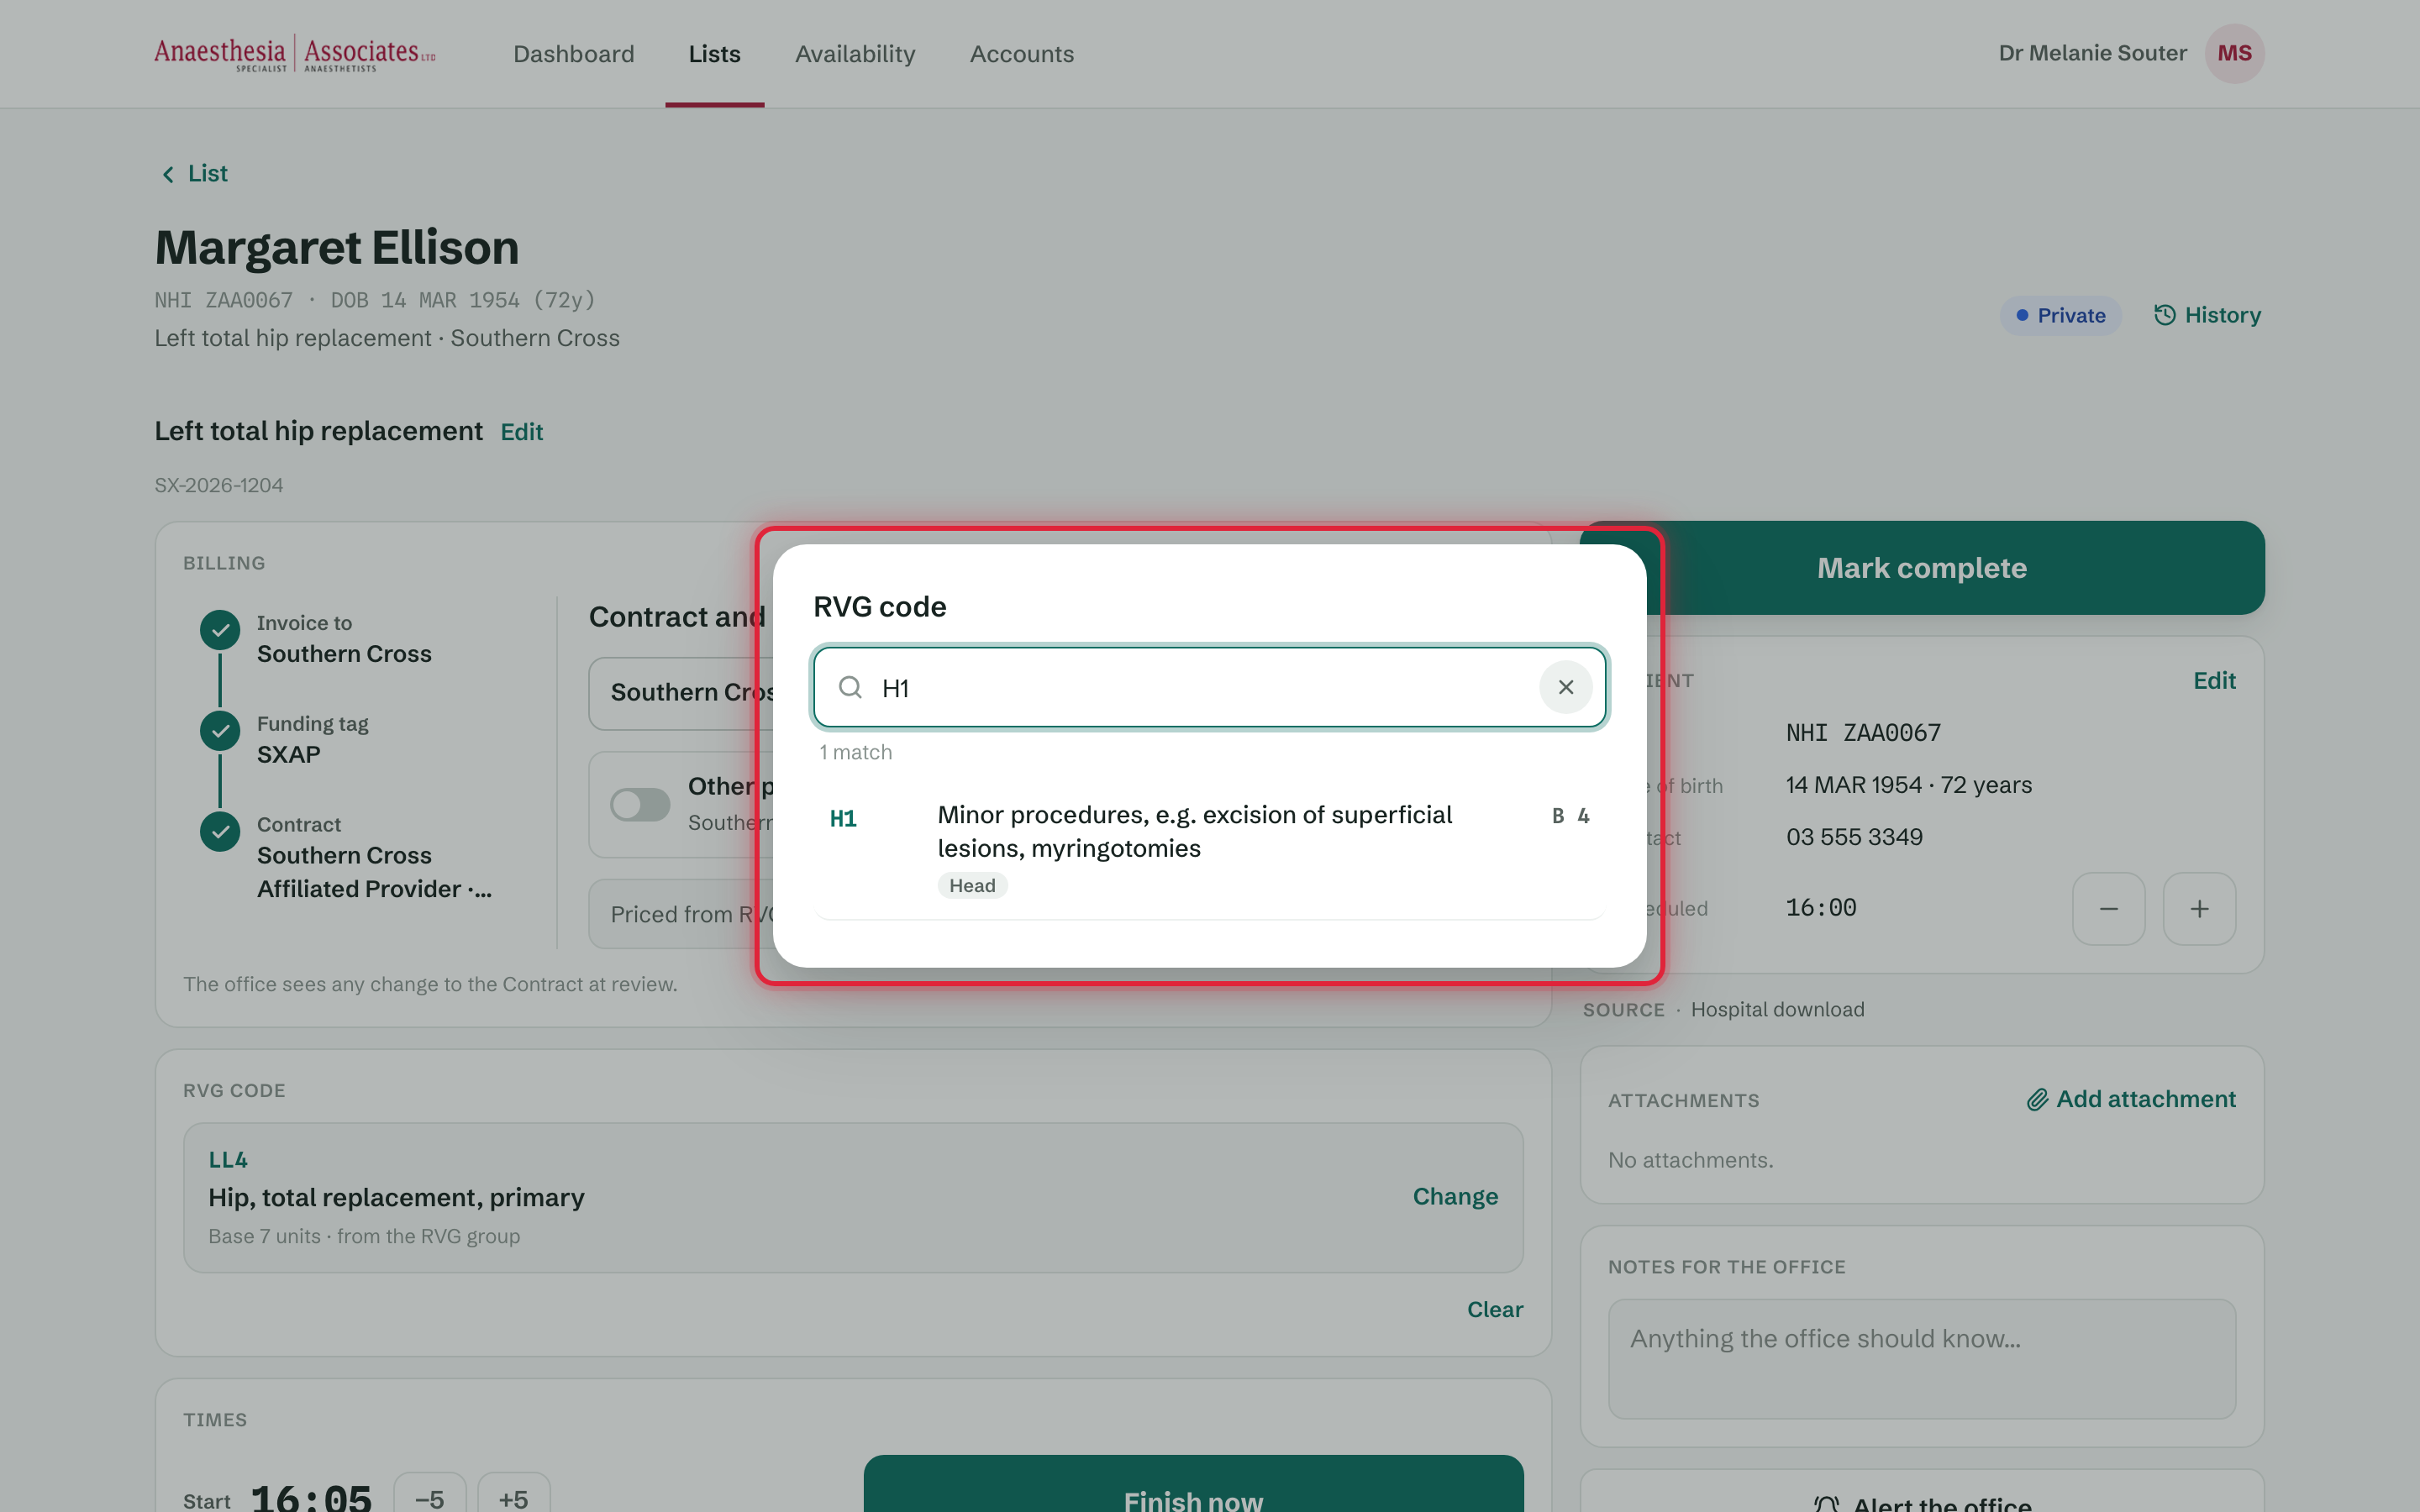 Anaesthesia | Associates LTD
SPECIALIST ANAESTHETISTS
Dashboard
Lists
Availability
Accounts
Dr Melanie Souter
MS
List
Margaret Ellison
NHI ZAA0067 · DOB 14 MAR 1954 (72y)
Left total hip replacement · Southern Cross
Private
History
Left total hip replacement
Edit
SX-2026-1204
BILLING
Invoice to
Southern Cross
Funding tag
SXAP
Contract
Southern Cross
Affiliated Provider ·...
Contract and
Southern Cros
Other p
Southern
Priced from RVG
The office sees any change to the Contract at review.
RVG code
H1
1 match
H1
Minor procedures, e.g. excision of superficial
lesions, myringotomies
B 4
Head
Mark complete
IENT
Edit
NHI ZAA0067
of birth
14 MAR 1954 · 72 years
tact
03 555 3349
eduled
16:00
−
+
SOURCE · Hospital download
RVG CODE
LL4
Hip, total replacement, primary
Base 7 units · from the RVG group
Change
Clear
ATTACHMENTS
Add attachment
No attachments.
NOTES FOR THE OFFICE
Anything the office should know...
TIMES
Start
16:05
−5
+5
Finish now
Alert the office